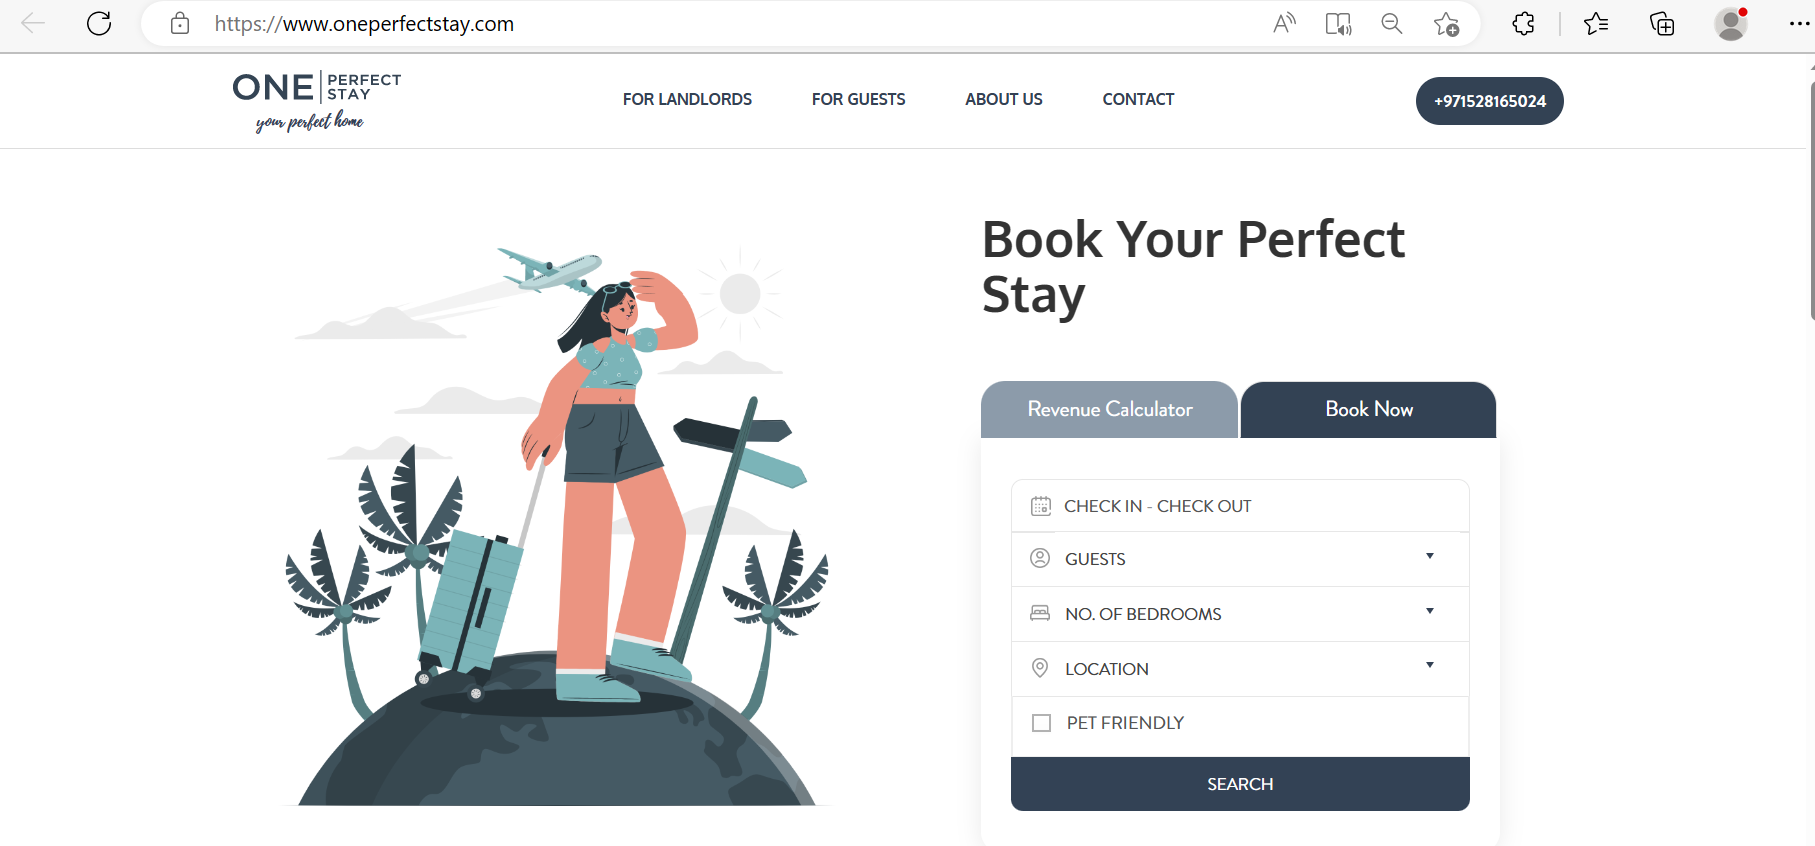 https://www.oneperfectstay.com
ONE PERFECT STAY
your perfect home
FOR LANDLORDS
FOR GUESTS
ABOUT US
CONTACT
+971528165024
Book Your Perfect
Stay
Revenue Calculator
Book Now
CHECK IN - CHECK OUT
GUESTS
NO. OF BEDROOMS
LOCATION
PET FRIENDLY
SEARCH